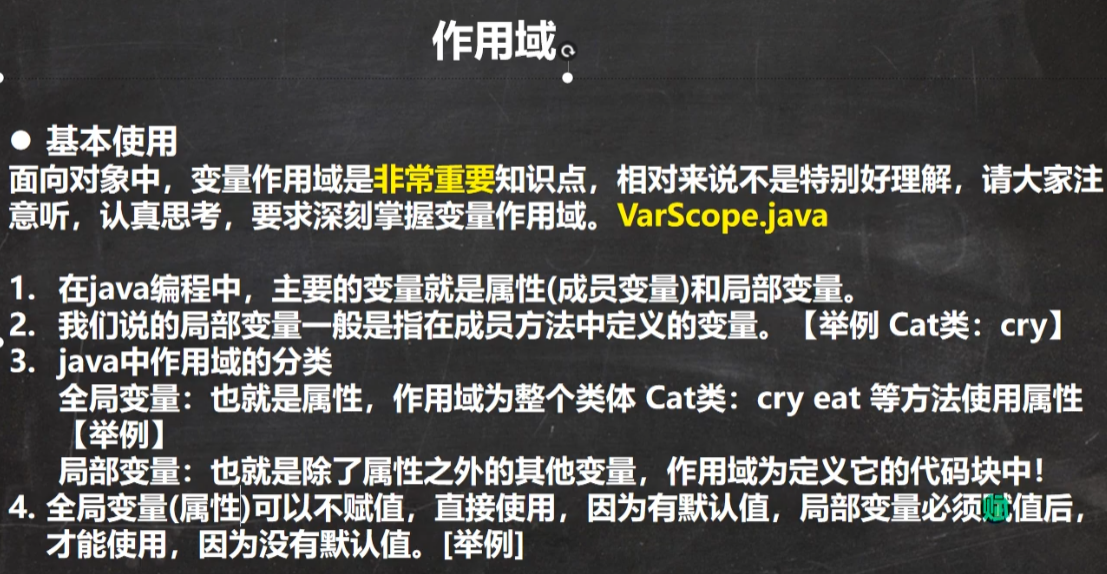 作用域
● 基本使用
面向对象中，变量作用域是非常重要知识点，相对来说不是特别好理解，请大家注
意听，认真思考，要求深刻掌握变量作用域。VarScope.java
1. 在java编程中，主要的变量就是属性(成员变量)和局部变量。
2. 我们说的局部变量一般是指在成员方法中定义的变量。【举例 Cat类：cry】
3. java中作用域的分类
全局变量：也就是属性，作用域为整个类体 Cat类：cry eat 等方法使用属性
【举例】
局部变量：也就是除了属性之外的其他变量，作用域为定义它的代码块中！
4. 全局变量(属性)可以不赋值，直接使用，因为有默认值，局部变量必须赋值后，
才能使用，因为没有默认值。[举例]